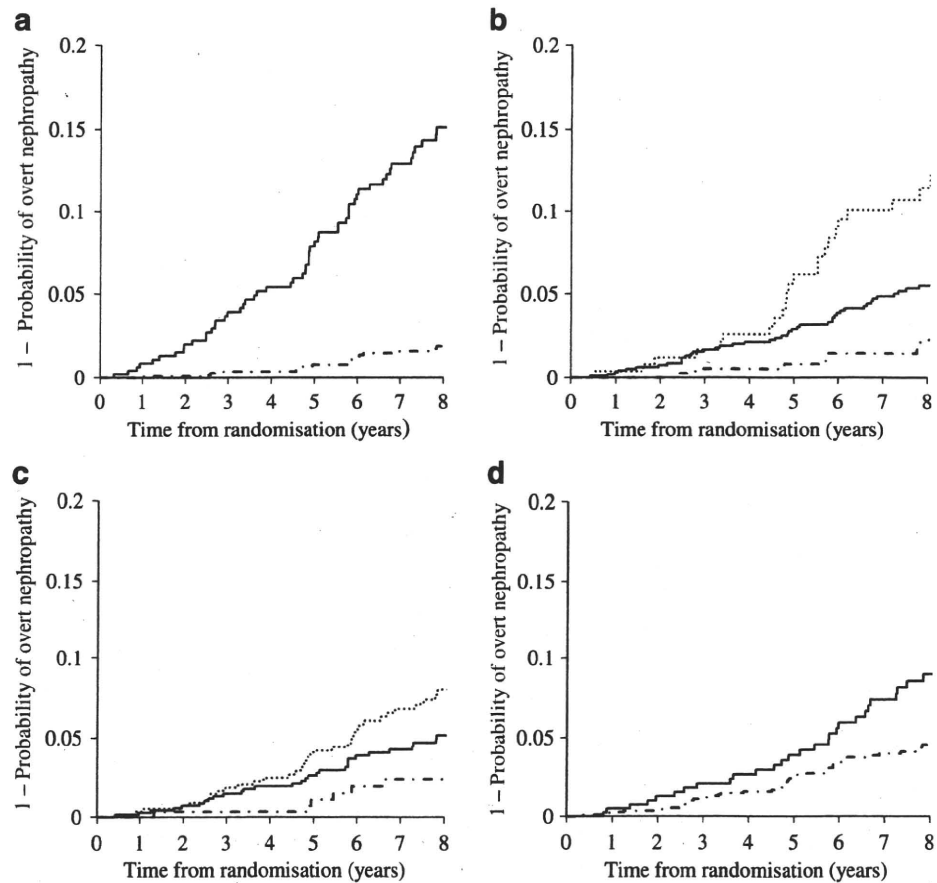 a
1 – Probability of overt nephropathy
0.2
0.15
0.1
0.05
0
0 1 2 3 4 5 6 7 8
Time from randomisation (years)
b
1 – Probability of overt nephropathy
0.2
0.15
0.1
0.05
0
0 1 2 3 4 5 6 7 8
Time from randomisation (years)
c
1 – Probability of overt nephropathy
0.2
0.15
0.1
0.05
0
0 1 2 3 4 5 6 7 8
Time from randomisation (years)
d
1 – Probability of overt nephropathy
0.2
0.15
0.1
0.05
0
0 1 2 3 4 5 6 7 8
Time from randomisation (years)